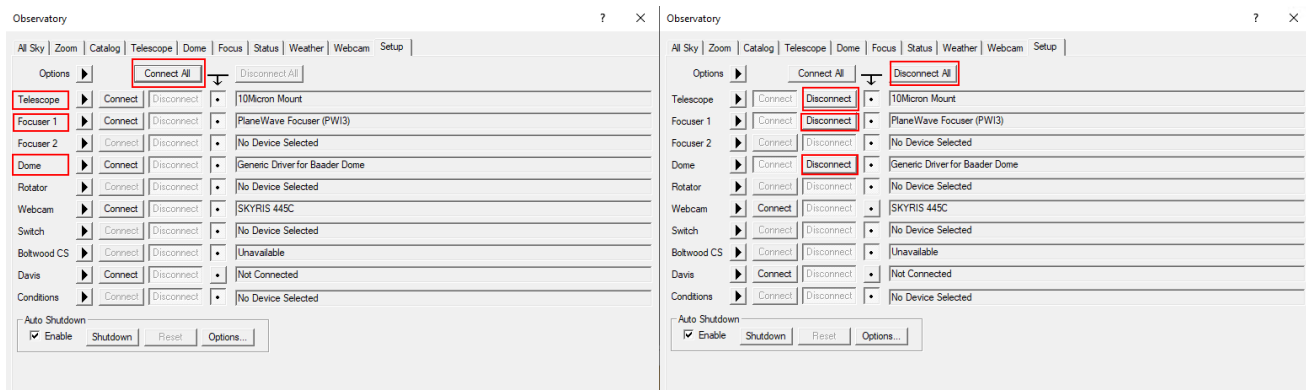 Observatory ? ×
All Sky Zoom Catalog Telescope Dome Focus Status Weather Webcam Setup
Options Connect All Disconnect All
Telescope Connect Disconnect 10Micron Mount
Focuser 1 Connect Disconnect PlaneWave Focuser (PWI3)
Focuser 2 Connect Disconnect No Device Selected
Dome Connect Disconnect Generic Driver for Baader Dome
Rotator Connect Disconnect No Device Selected
Webcam Connect Disconnect SKYRIS 445C
Switch Connect Disconnect No Device Selected
Boltwood CS Connect Disconnect Unavailable
Davis Connect Disconnect Not Connected
Conditions Connect Disconnect No Device Selected
Auto Shutdown
Enable Shutdown Reset Options...
Observatory ? ×
All Sky Zoom Catalog Telescope Dome Focus Status Weather Webcam Setup
Options Connect All Disconnect All
Telescope Connect Disconnect 10Micron Mount
Focuser 1 Connect Disconnect PlaneWave Focuser (PWI3)
Focuser 2 Connect Disconnect No Device Selected
Dome Connect Disconnect Generic Driver for Baader Dome
Rotator Connect Disconnect No Device Selected
Webcam Connect Disconnect SKYRIS 445C
Switch Connect Disconnect No Device Selected
Boltwood CS Connect Disconnect Unavailable
Davis Connect Disconnect Not Connected
Conditions Connect Disconnect No Device Selected
Auto Shutdown
Enable Shutdown Reset Options...